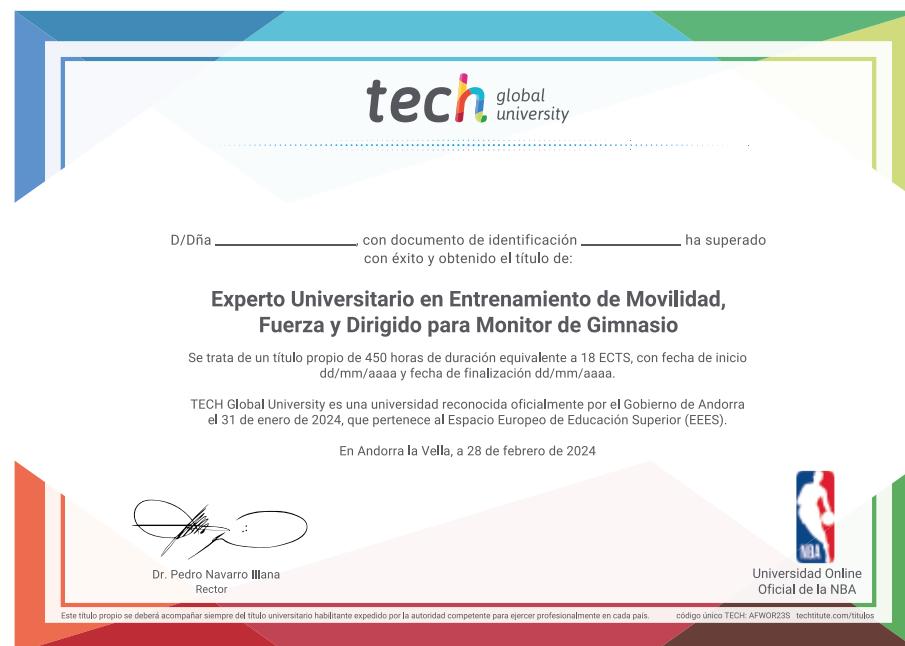 tech global university
D/Dña ________________, con documento de identificación ____________ ha superado
con éxito y obtenido el título de:
Experto Universitario en Entrenamiento de Movilidad,
Fuerza y Dirigido para Monitor de Gimnasio
Se trata de un título propio de 450 horas de duración equivalente a 18 ECTS, con fecha de inicio
dd/mm/aaaa y fecha de finalización dd/mm/aaaa.
TECH Global University es una universidad reconocida oficialmente por el Gobierno de Andorra
el 31 de enero de 2024, que pertenece al Espacio Europeo de Educación Superior (EEES).
En Andorra la Vella, a 28 de febrero de 2024
Dr. Pedro Navarro Illana
Rector
NBA
Universidad Online
Oficial de la NBA
Este título propio se deberá acompañar siempre del título universitario habilitante expedido por la autoridad competente para ejercer profesionalmente en cada país. código único TECH: AFWOR23S techtitute.com/titulos